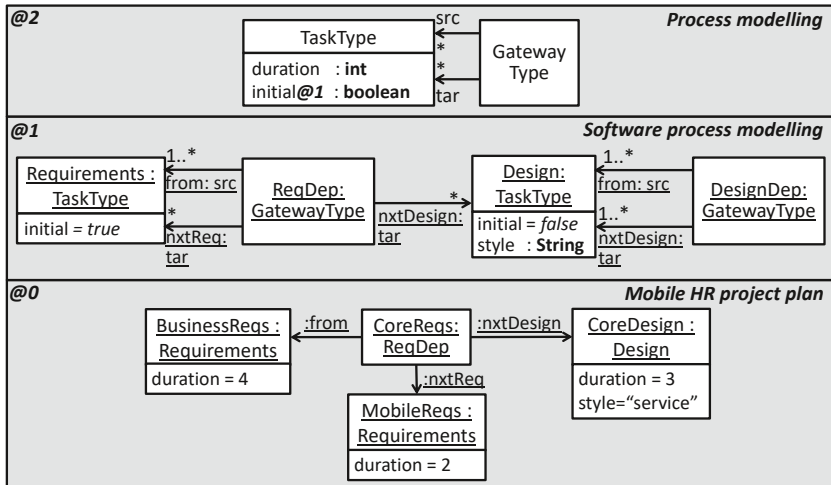 @2
Process modelling
TaskType
duration : int
initial@1 : boolean
src
*
*
tar
Gateway
Type
@1
Software process modelling
Requirements :
TaskType
initial = true
1..*
from: src
*
nxtReq:
tar
ReqDep:
GatewayType
*
nxtDesign:
tar
Design:
TaskType
initial = false
style : String
1..*
from: src
1..*
nxtDesign:
tar
DesignDep:
GatewayType
@0
Mobile HR project plan
BusinessReqs :
Requirements
duration = 4
:from
CoreReqs:
ReqDep
:nxtDesign
CoreDesign :
Design
duration = 3
style=“service”
:nxtReq
MobileReqs :
Requirements
duration = 2